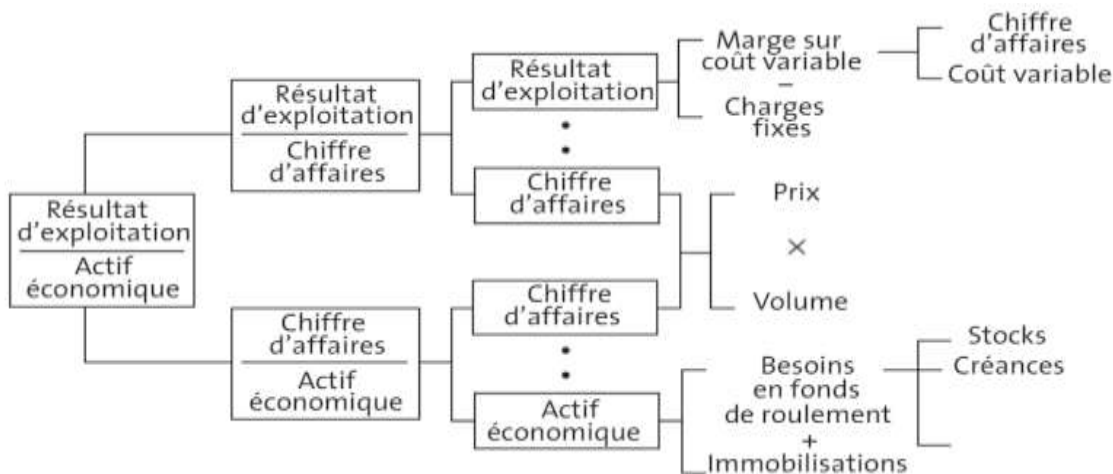 Résultat
d'exploitation
Actif
économique
Résultat
d'exploitation
Chiffre
d'affaires
Chiffre
d'affaires
Actif
économique
Résultat
d'exploitation
:
Chiffre
d'affaires
Chiffre
d'affaires
:
Actif
économique
Marge sur
coût variable
–
Charges
fixes
Prix
×
Volume
Besoins
en fonds
de roulement
+
Immobilisations
Chiffre
d'affaires
Coût variable
Stocks
Créances